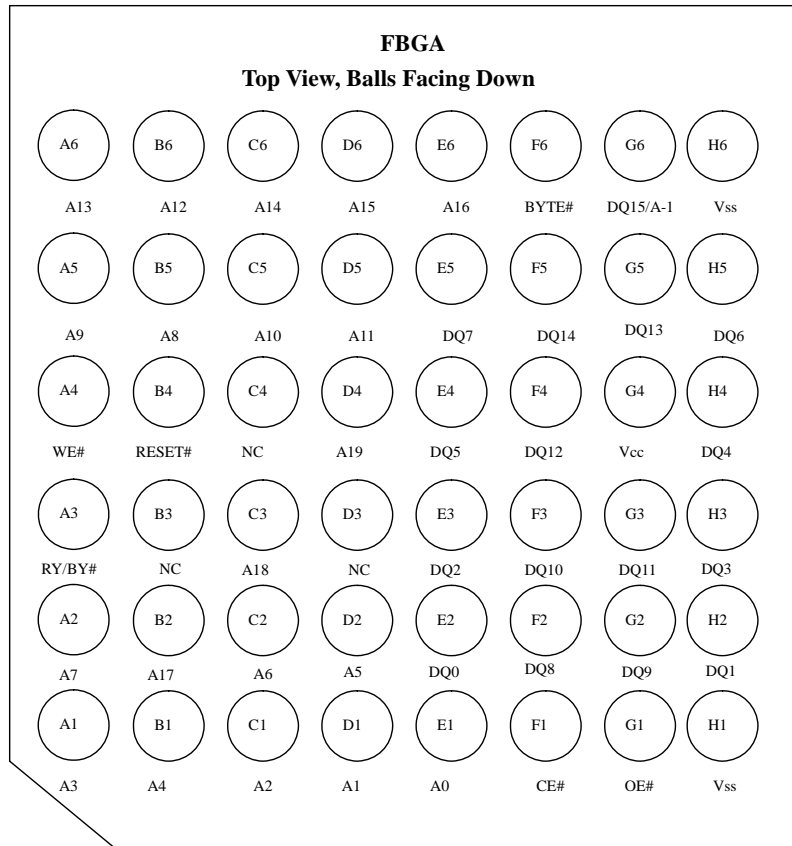 FBGA
Top View, Balls Facing Down
A6 B6 C6 D6 E6 F6 G6 H6
A13 A12 A14 A15 A16 BYTE# DQ15/A-1 Vss
A5 B5 C5 D5 E5 F5 G5 H5
A9 A8 A10 A11 DQ7 DQ14 DQ13 DQ6
A4 B4 C4 D4 E4 F4 G4 H4
WE# RESET# NC A19 DQ5 DQ12 Vcc DQ4
A3 B3 C3 D3 E3 F3 G3 H3
RY/BY# NC A18 NC DQ2 DQ10 DQ11 DQ3
A2 B2 C2 D2 E2 F2 G2 H2
A7 A17 A6 A5 DQ0 DQ8 DQ9 DQ1
A1 B1 C1 D1 E1 F1 G1 H1
A3 A4 A2 A1 A0 CE# OE# Vss